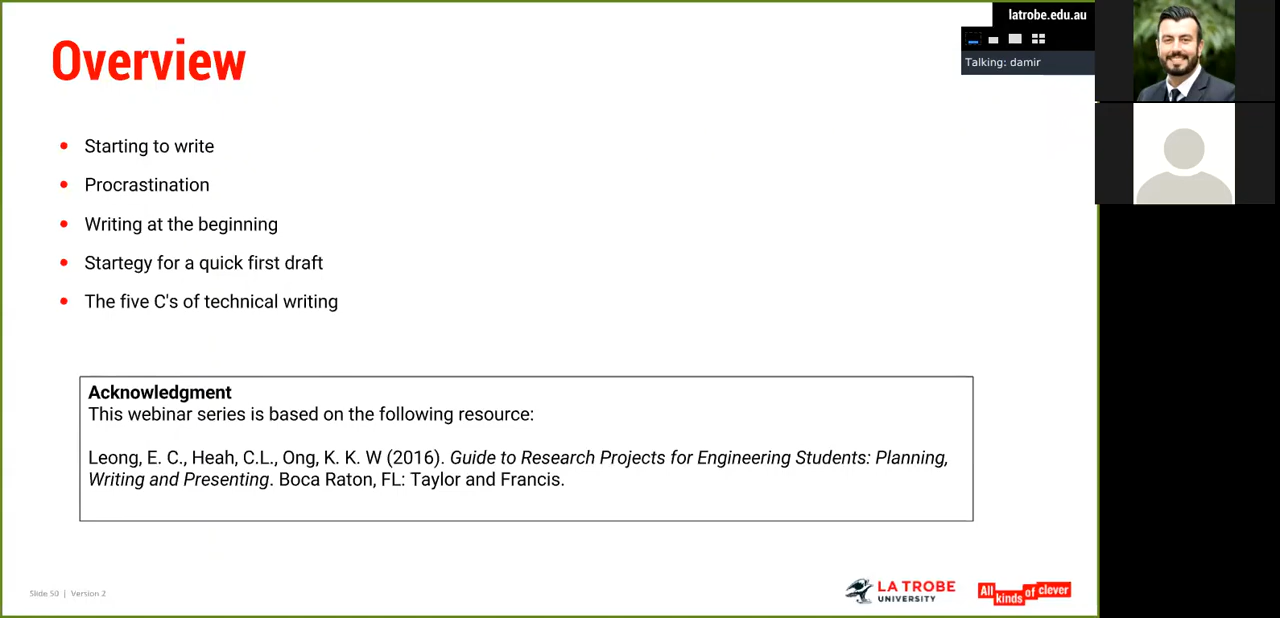 latrobe.edu.au
Talking: damir
Overview
Starting to write
Procrastination
Writing at the beginning
Startegy for a quick first draft
The five C's of technical writing
Acknowledgment
This webinar series is based on the following resource:
Leong, E. C., Heah, C.L., Ong, K. K. W (2016). Guide to Research Projects for Engineering Students: Planning,
Writing and Presenting. Boca Raton, FL: Taylor and Francis.
Slide 50 | Version 2
LA TROBE
UNIVERSITY
All kinds of clever